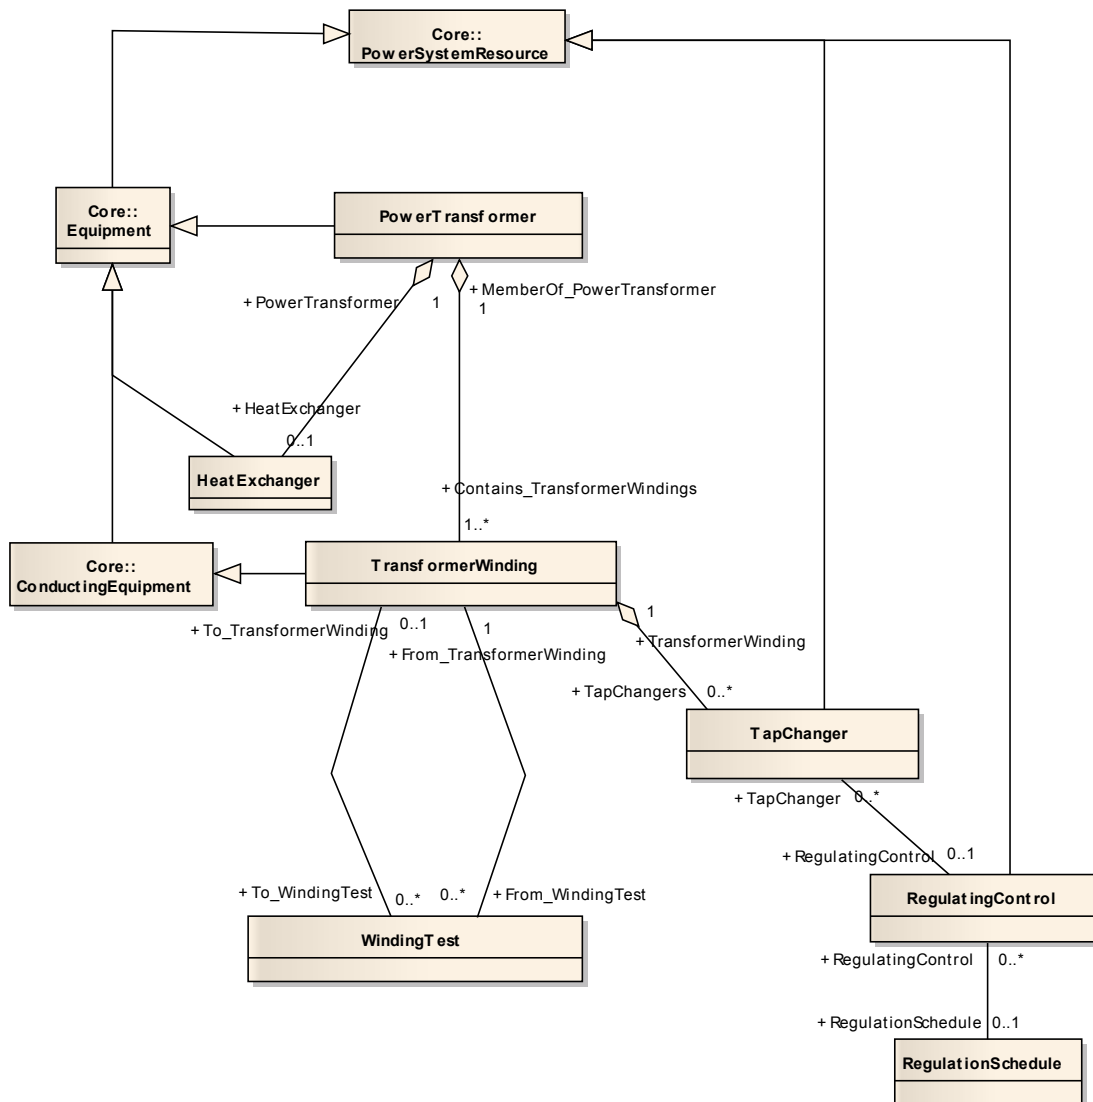 Core::
PowerSystemResource
Core::
Equipment
PowerTransformer
+ PowerTransformer
1
+ MemberOf_PowerTransformer
1
+ HeatExchanger
0..1
HeatExchanger
+ Contains_TransformerWindings
1..*
Core::
ConductingEquipment
TransformerWinding
+ To_TransformerWinding
0..1
1
+ From_TransformerWinding
1
+ TransformerWinding
+ TapChangers
0..*
TapChanger
+ TapChanger
0..*
+ RegulatingControl
0..1
+ To_WindingTest
0..*
0..*
+ From_WindingTest
RegulatingControl
WindingTest
+ RegulatingControl
0..*
+ RegulationSchedule
0..1
RegulationSchedule